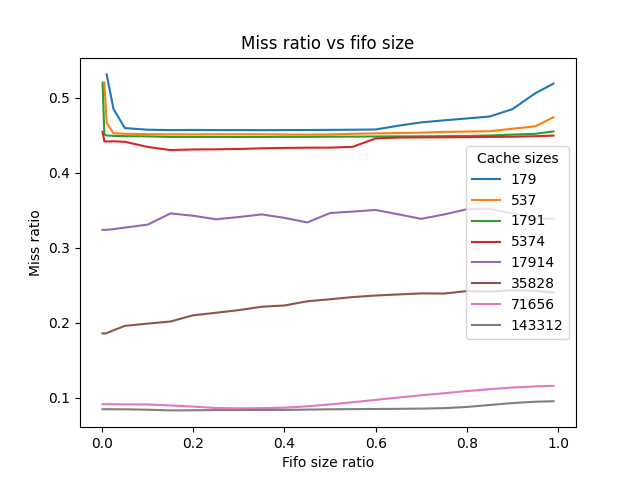 Miss ratio vs fifo size
Miss ratio
0.5
0.4
0.3
0.2
0.1
Cache sizes
179
537
1791
5374
17914
35828
71656
143312
0.0 0.2 0.4 0.6 0.8 1.0
Fifo size ratio